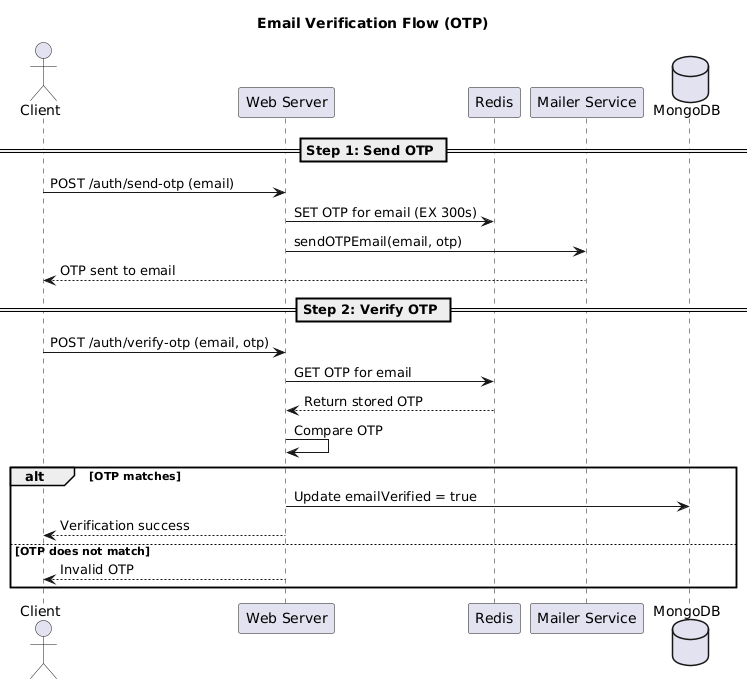 Email Verification Flow (OTP)
Client
Web Server
Redis
Mailer Service
MongoDB
Step 1: Send OTP
POST /auth/send-otp (email)
SET OTP for email (EX 300s)
sendOTPEmail(email, otp)
OTP sent to email
Step 2: Verify OTP
POST /auth/verify-otp (email, otp)
GET OTP for email
Return stored OTP
Compare OTP
alt
[OTP matches]
Update emailVerified = true
Verification success
[OTP does not match]
Invalid OTP
Client
Web Server
Redis
Mailer Service
MongoDB